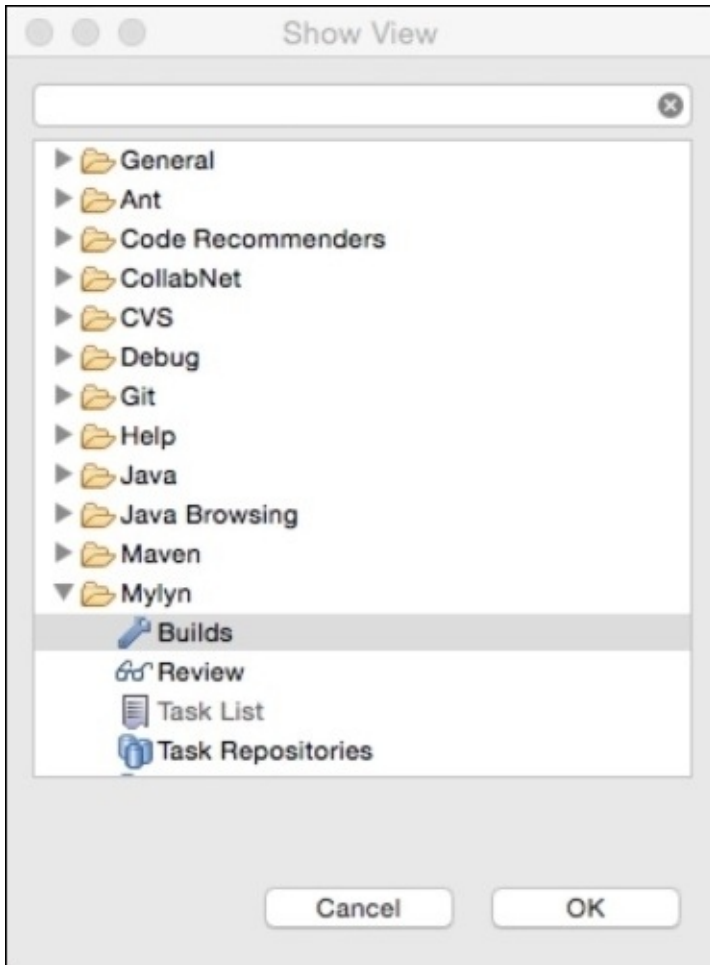 Show View
General
Ant
Code Recommenders
CollabNet
CVS
Debug
Git
Help
Java
Java Browsing
Maven
Mylyn
Builds
Review
Task List
Task Repositories
Cancel OK